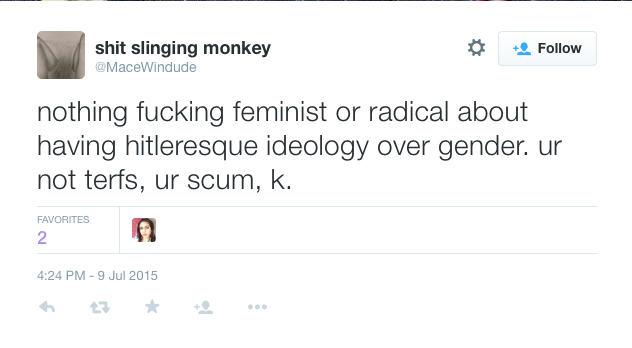 shit slinging monkey
@MaceWindude
Follow
nothing fucking feminist or radical about
having hitleresque ideology over gender. ur
not terfs, ur scum, k.
FAVORITES
2
4:24 PM - 9 Jul 2015